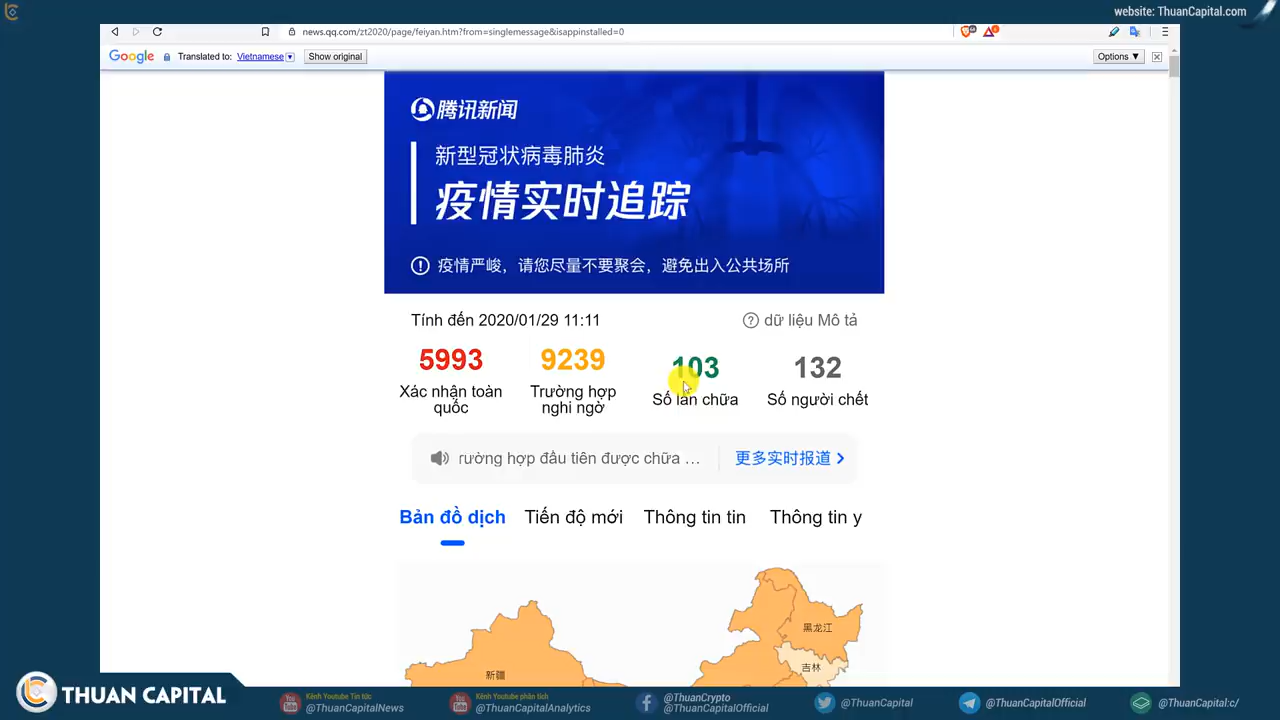 website: ThuanCapital.com
news.qq.com/zt2020/page/feiyan.htm?from=singlemessage&isappinstalled=0
Google Translated to: Vietnamese Show original Options ▼
腾讯新闻
新型冠状病毒肺炎
疫情实时追踪
疫情严峻，请您尽量不要聚会，避免出入公共场所
Tính đến 2020/01/29 11:11
dữ liệu Mô tả
5993 9239 103 132
Xác nhận toàn quốc
Trường hợp nghi ngờ
Số lần chữa
Số người chết
rường hợp đầu tiên được chữa ...
更多实时报道
Bản đồ dịch Tiến độ mới Thông tin tin Thông tin y
黑龙江
吉林
新疆
THUAN CAPITAL
Kênh Youtube Tin tức
@ThuanCapitalNews
Kênh Youtube phân tích
@ThuanCapitalAnalytics
@ThuanCrypto
@ThuanCapitalOfficial
@ThuanCapital
@ThuanCapitalOfficial
@ThuanCapital:c/